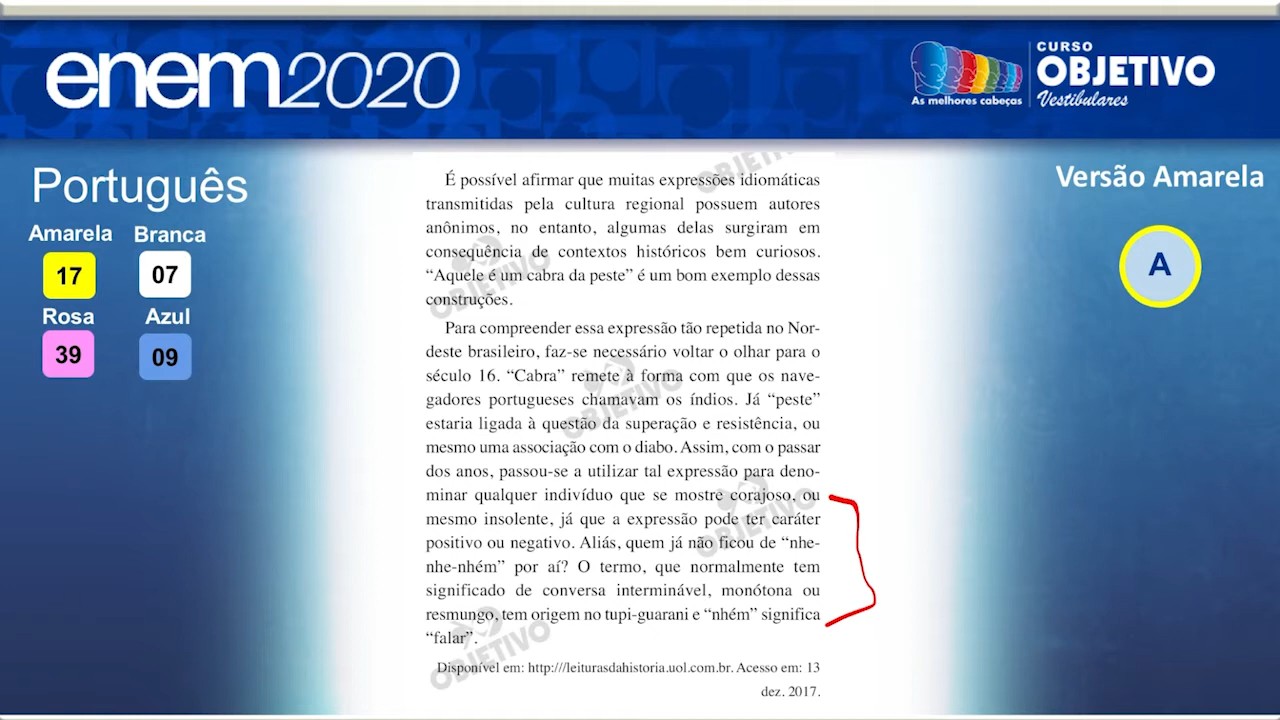 enem2020
CURSO
OBJETIVO
As melhores cabeças
Vestibulares
Português
Versão Amarela
Amarela Branca
17 07
Rosa Azul
39 09
A
É possível afirmar que muitas expressões idiomáticas
transmitidas pela cultura regional possuem autores
anônimos, no entanto, algumas delas surgiram em
consequência de contextos históricos bem curiosos.
“Aquele é um cabra da peste” é um bom exemplo dessas
construções.
Para compreender essa expressão tão repetida no Nor-
deste brasileiro, faz-se necessário voltar o olhar para o
século 16. “Cabra” remete à forma com que os nave-
gadores portugueses chamavam os índios. Já “peste”
estaria ligada à questão da superação e resistência, ou
mesmo uma associação com o diabo. Assim, com o passar
dos anos, passou-se a utilizar tal expressão para deno-
minar qualquer indivíduo que se mostre corajoso, ou
mesmo insolente, já que a expressão pode ter caráter
positivo ou negativo. Aliás, quem já não ficou de “nhe-
nhe-nhém” por aí? O termo, que normalmente tem
significado de conversa interminável, monótona ou
resmungo, tem origem no tupi-guarani e “nhém” significa
“falar”.
Disponível em: http:///leiturasdahistoria.uol.com.br. Acesso em: 13
dez. 2017.
OBJETIVO
OBJETIVO
OBJETIVO
OBJETIVO
OBJETIVO